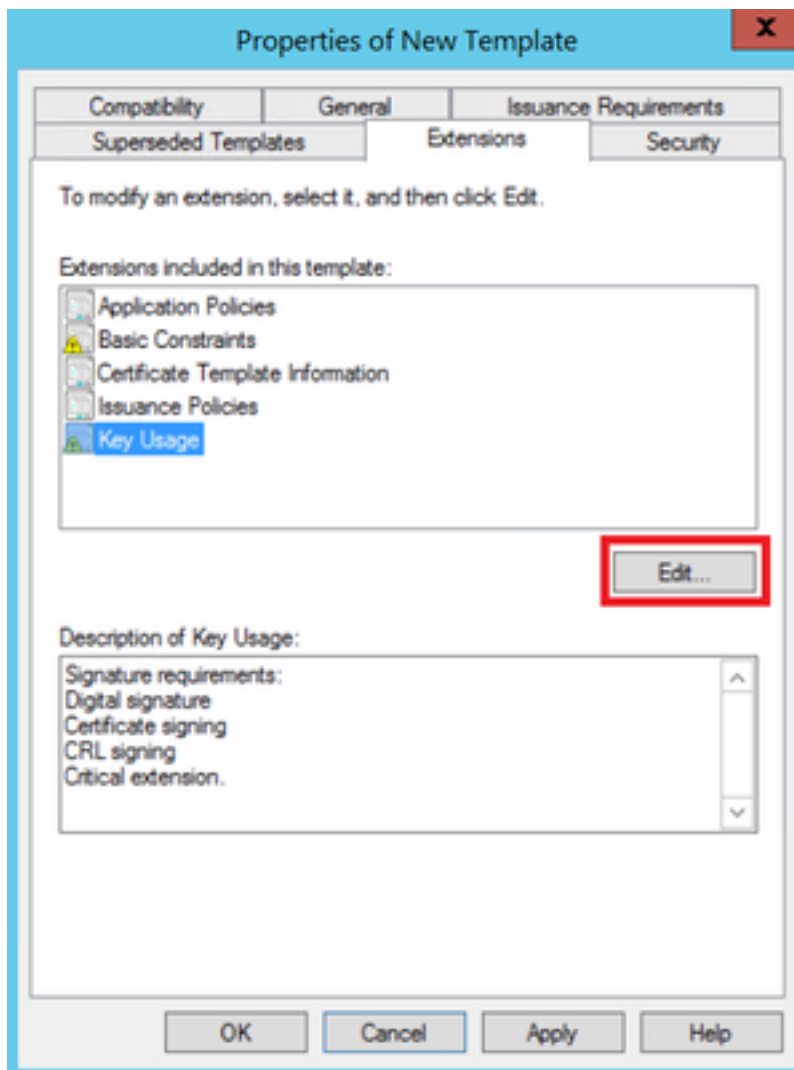 Properties of New Template
x
Compatibility General Issuance Requirements
Superseded Templates Extensions Security
To modify an extension, select it, and then click Edit.
Extensions included in this template:
Application Policies
Basic Constraints
Certificate Template Information
Issuance Policies
Key Usage
Edit...
Description of Key Usage:
Signature requirements:
Digital signature
Certificate signing
CRL signing
Critical extension.
OK Cancel Apply Help